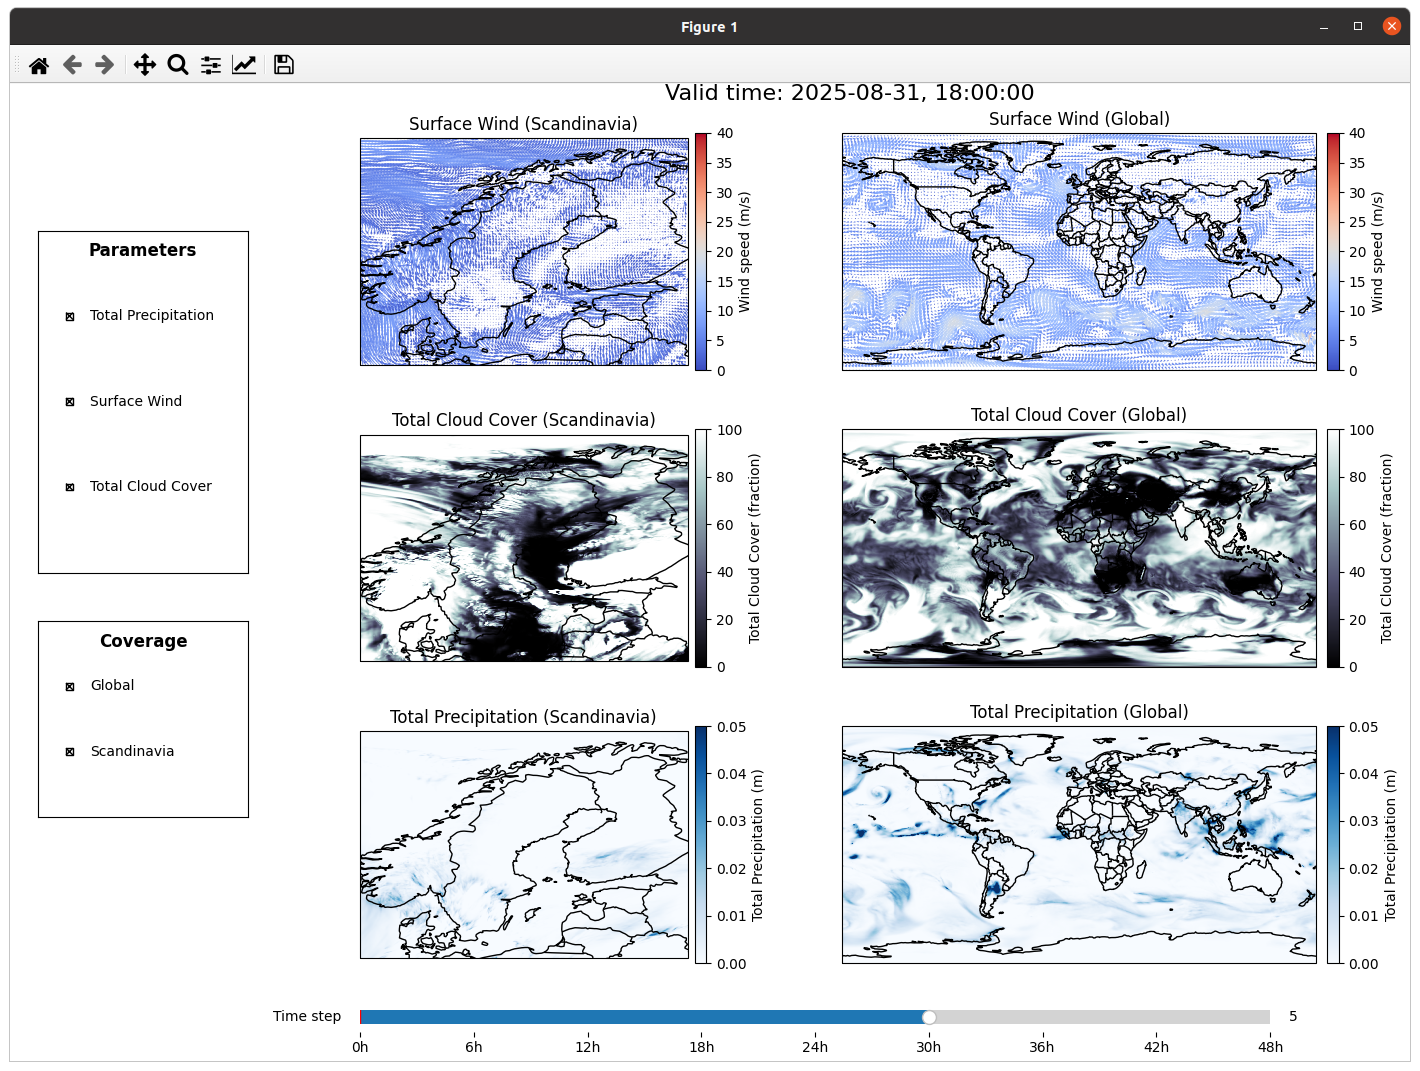 Figure 1
Valid time: 2025-08-31, 18:00:00
Parameters
Total Precipitation
Surface Wind
Total Cloud Cover
Coverage
Global
Scandinavia
Surface Wind (Scandinavia)
40
35
30
25
20
15
10
5
0
Wind speed (m/s)
Surface Wind (Global)
40
35
30
25
20
15
10
5
0
Wind speed (m/s)
Total Cloud Cover (Scandinavia)
100
80
60
40
20
0
Total Cloud Cover (fraction)
Total Cloud Cover (Global)
100
80
60
40
20
0
Total Cloud Cover (fraction)
Total Precipitation (Scandinavia)
0.05
0.04
0.03
0.02
0.01
0.00
Total Precipitation (m)
Total Precipitation (Global)
0.05
0.04
0.03
0.02
0.01
0.00
Total Precipitation (m)
Time step
5
0h 6h 12h 18h 24h 30h 36h 42h 48h